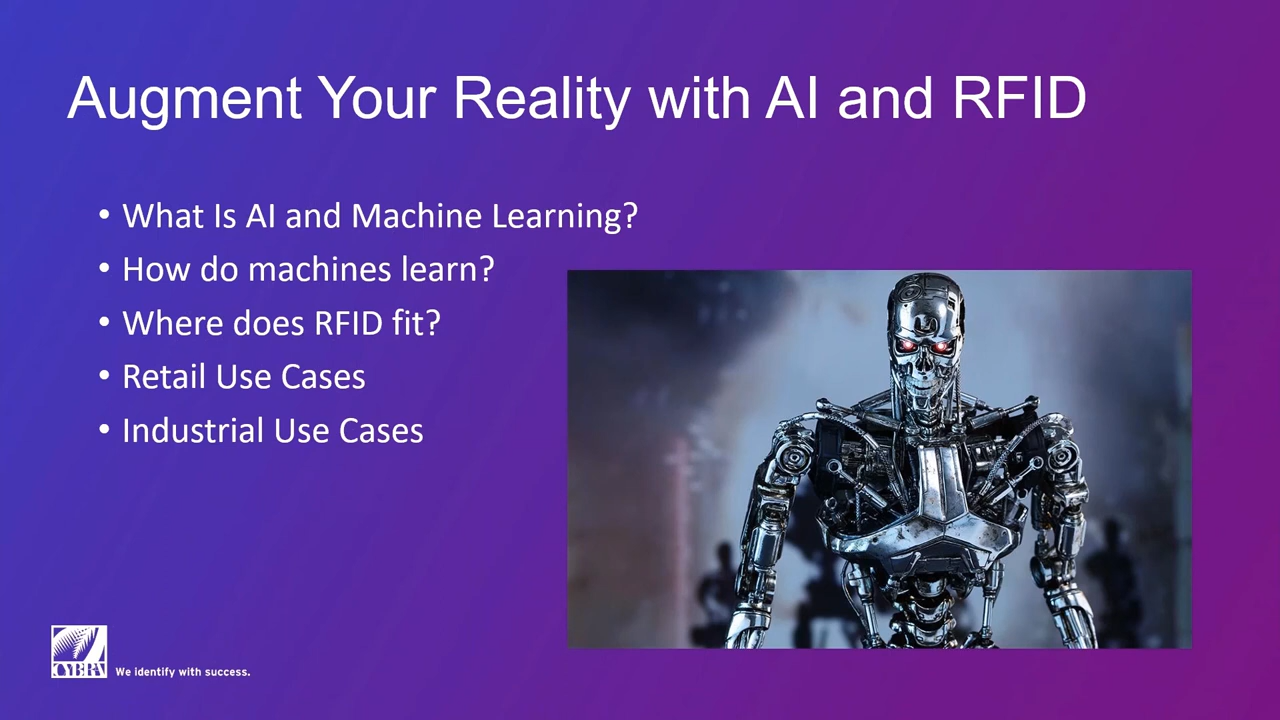 Augment Your Reality with AI and RFID
• What Is AI and Machine Learning?
• How do machines learn?
• Where does RFID fit?
• Retail Use Cases
• Industrial Use Cases
CYBRA
We identify with success.